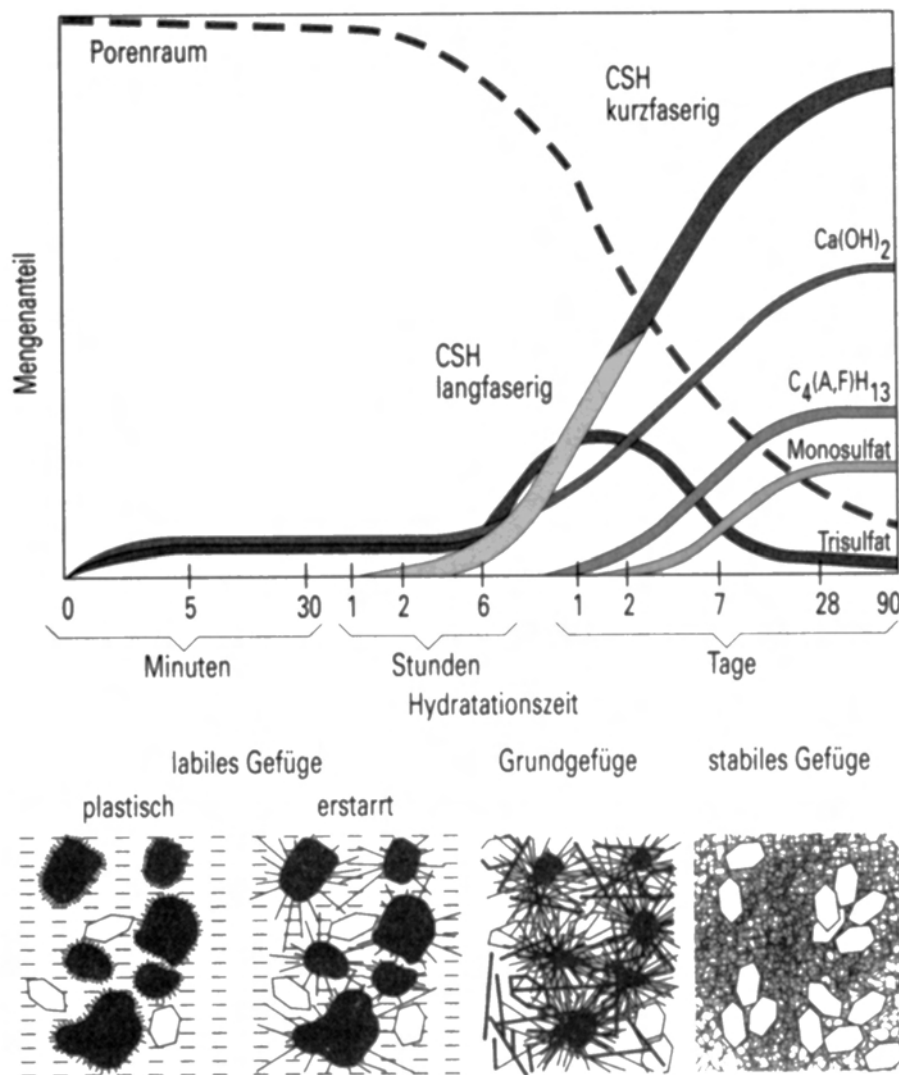 Porenraum
CSH
kurzfaserig
Ca(OH)2
CSH
langfaserig
C4(A,F)H13
Monosulfat
Trisulfat
Mengenanteil
0 5 30 1 2 6 1 2 7 28 90
Minuten Stunden Tage
Hydratationszeit
labiles Gefüge Grundgefüge stabiles Gefüge
plastisch erstarrt